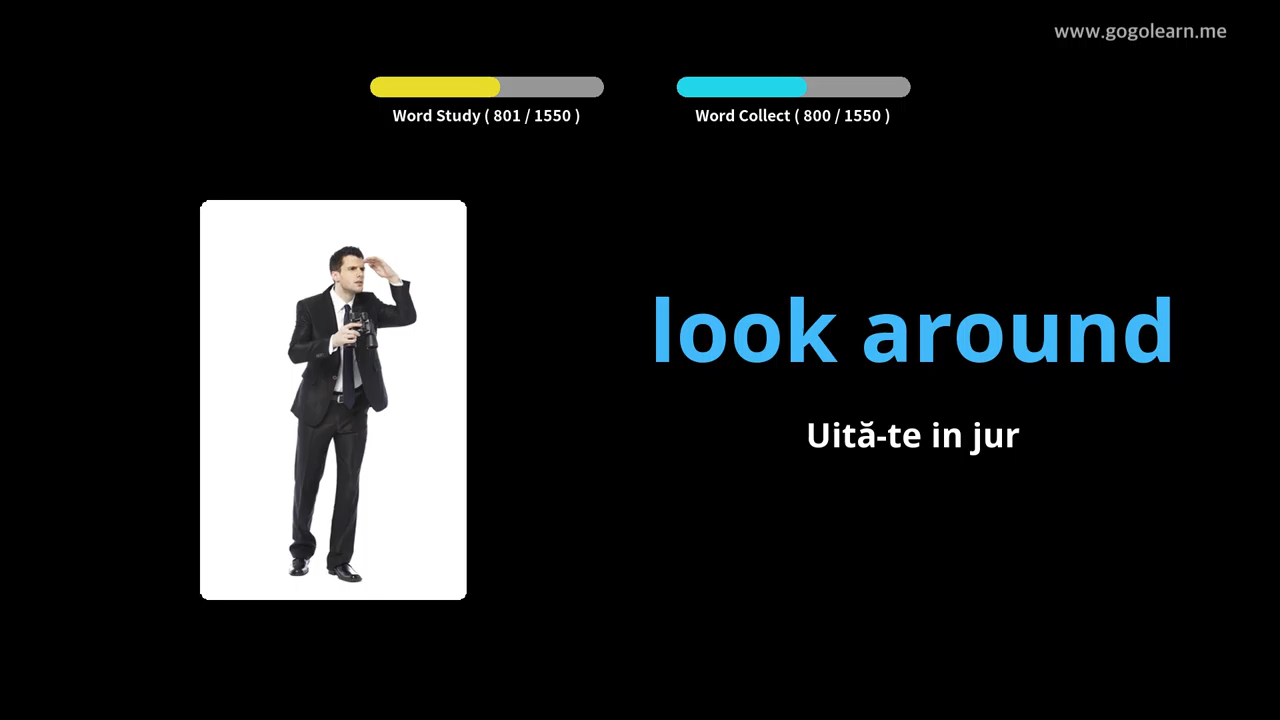 www.gogolearn.me
Word Study ( 801 / 1550 )
Word Collect ( 800 / 1550 )
look around
Uită-te in jur